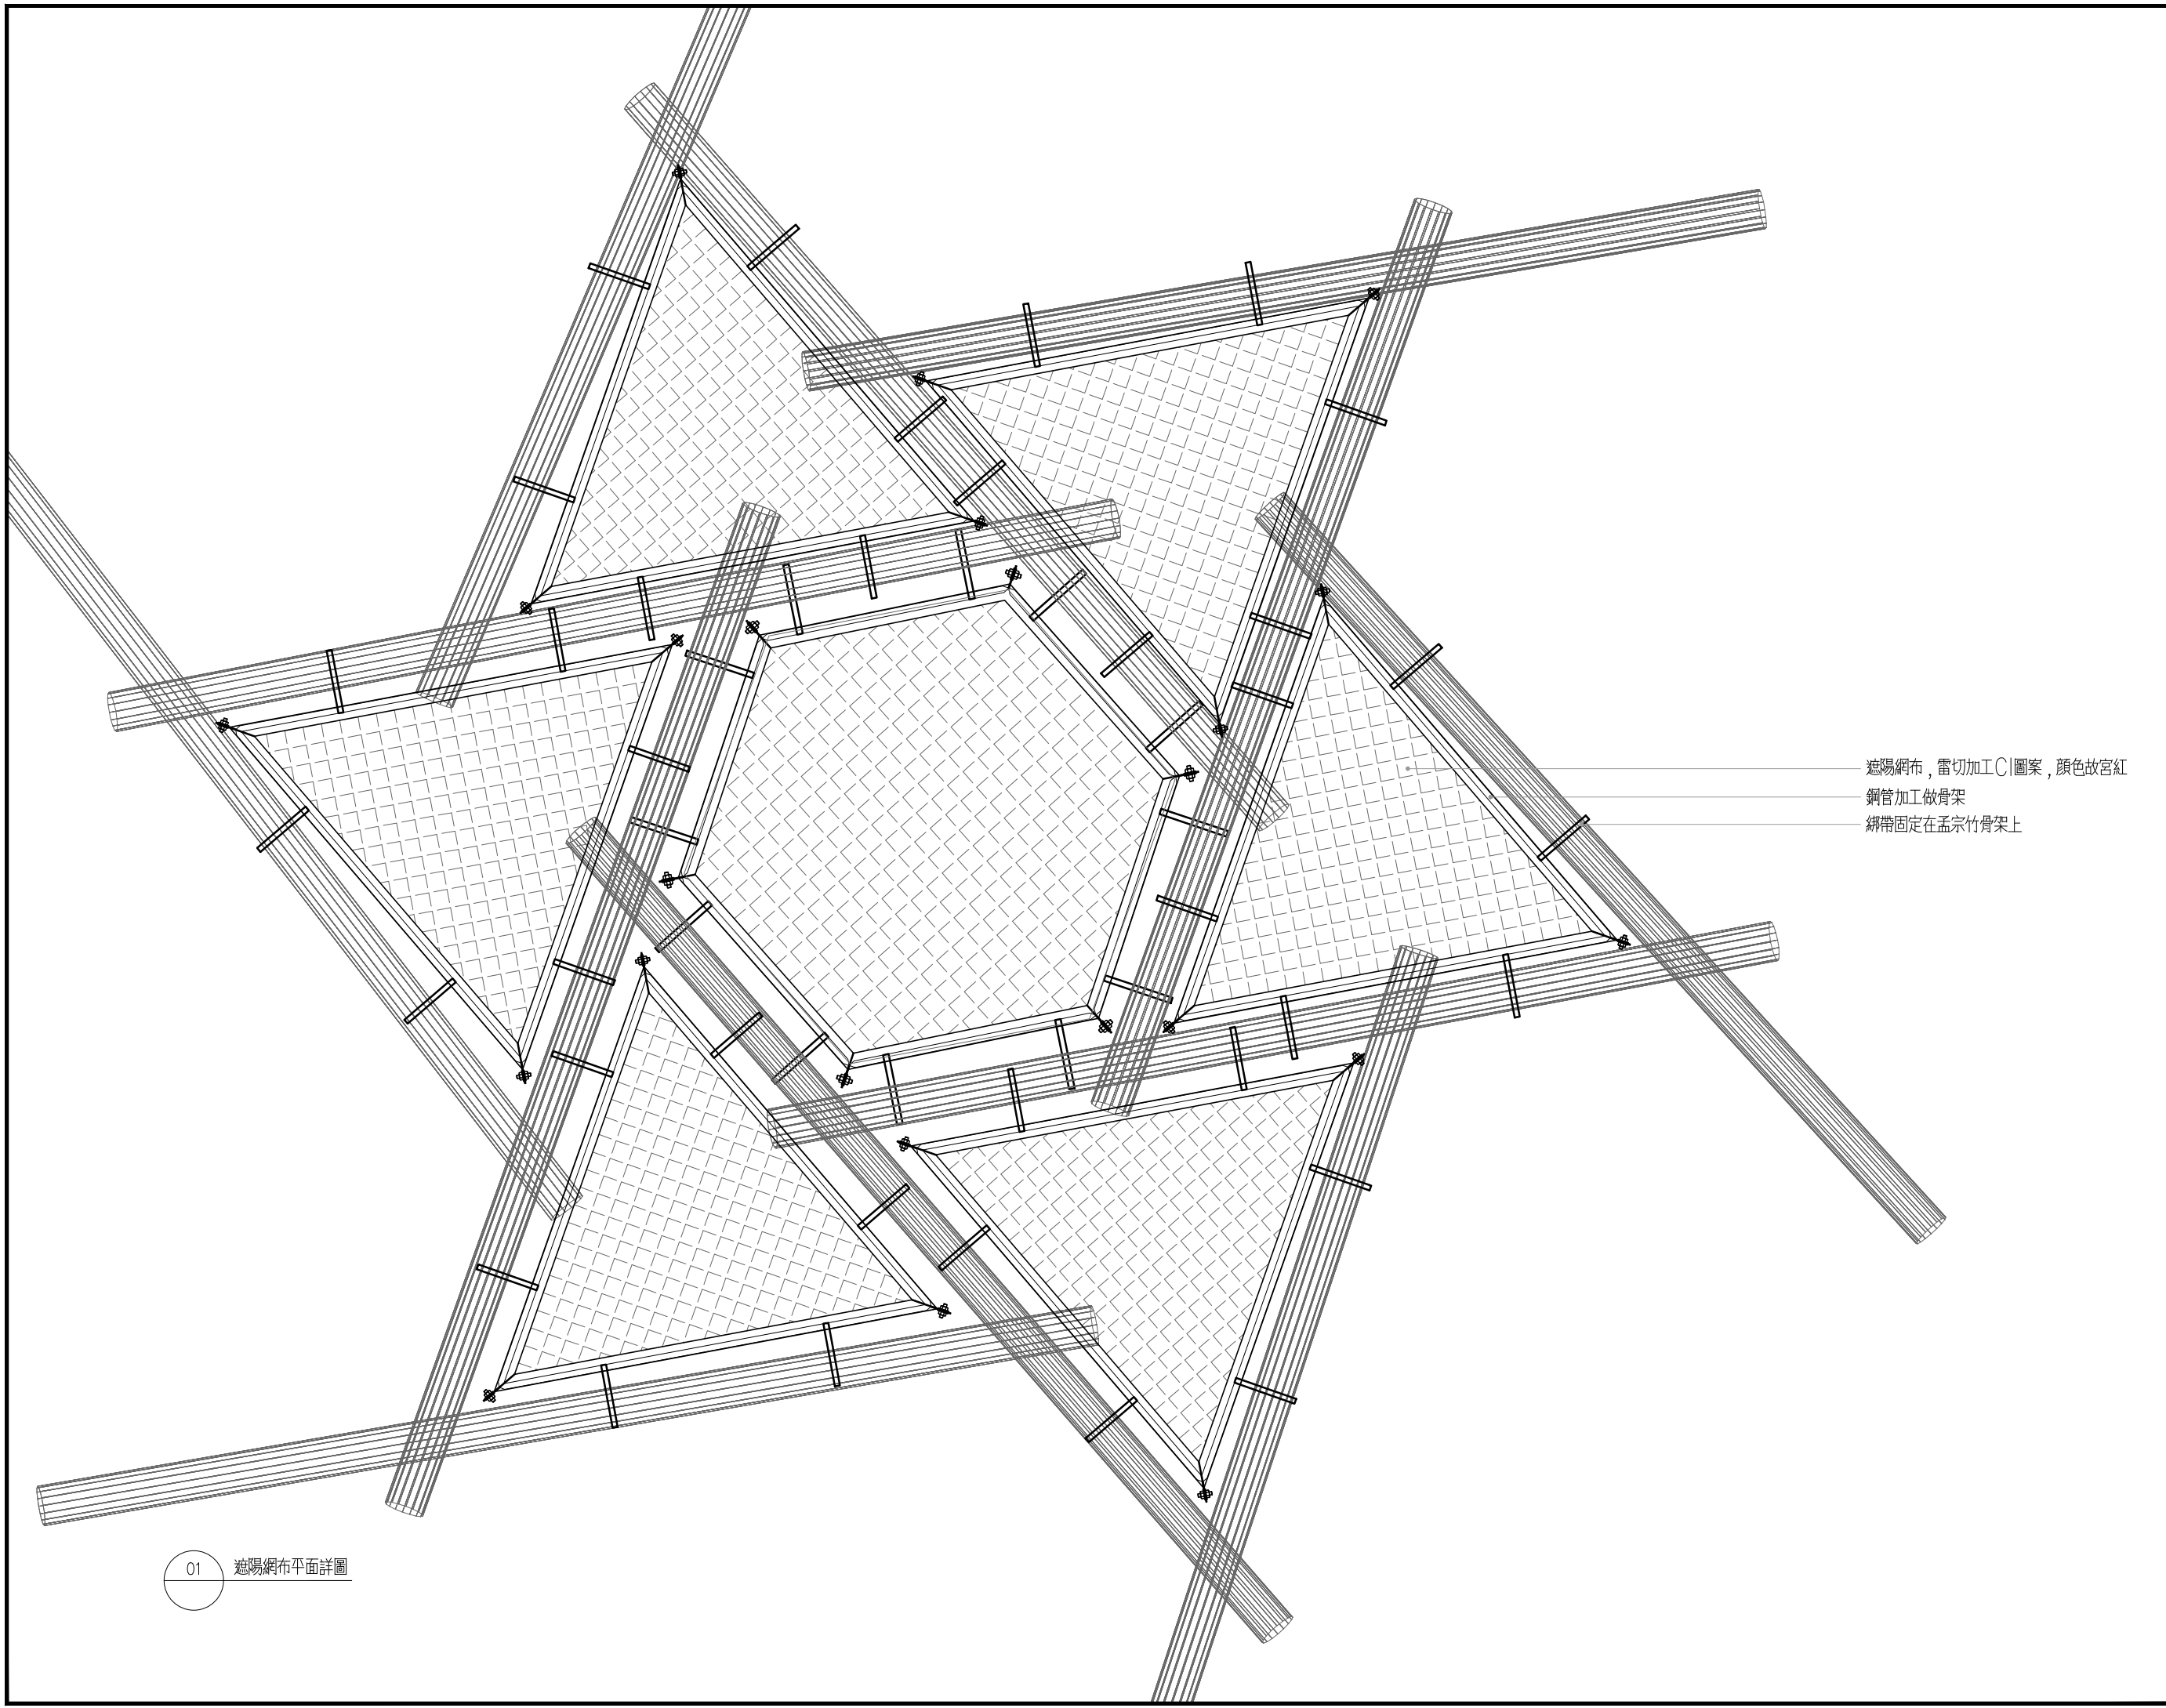 遮陽網布,雷切加工CI圖案,顏色故宮紅
鋼管加工做骨架
綁帶固定在孟宗竹骨架上
01 遮陽網布平面詳圖